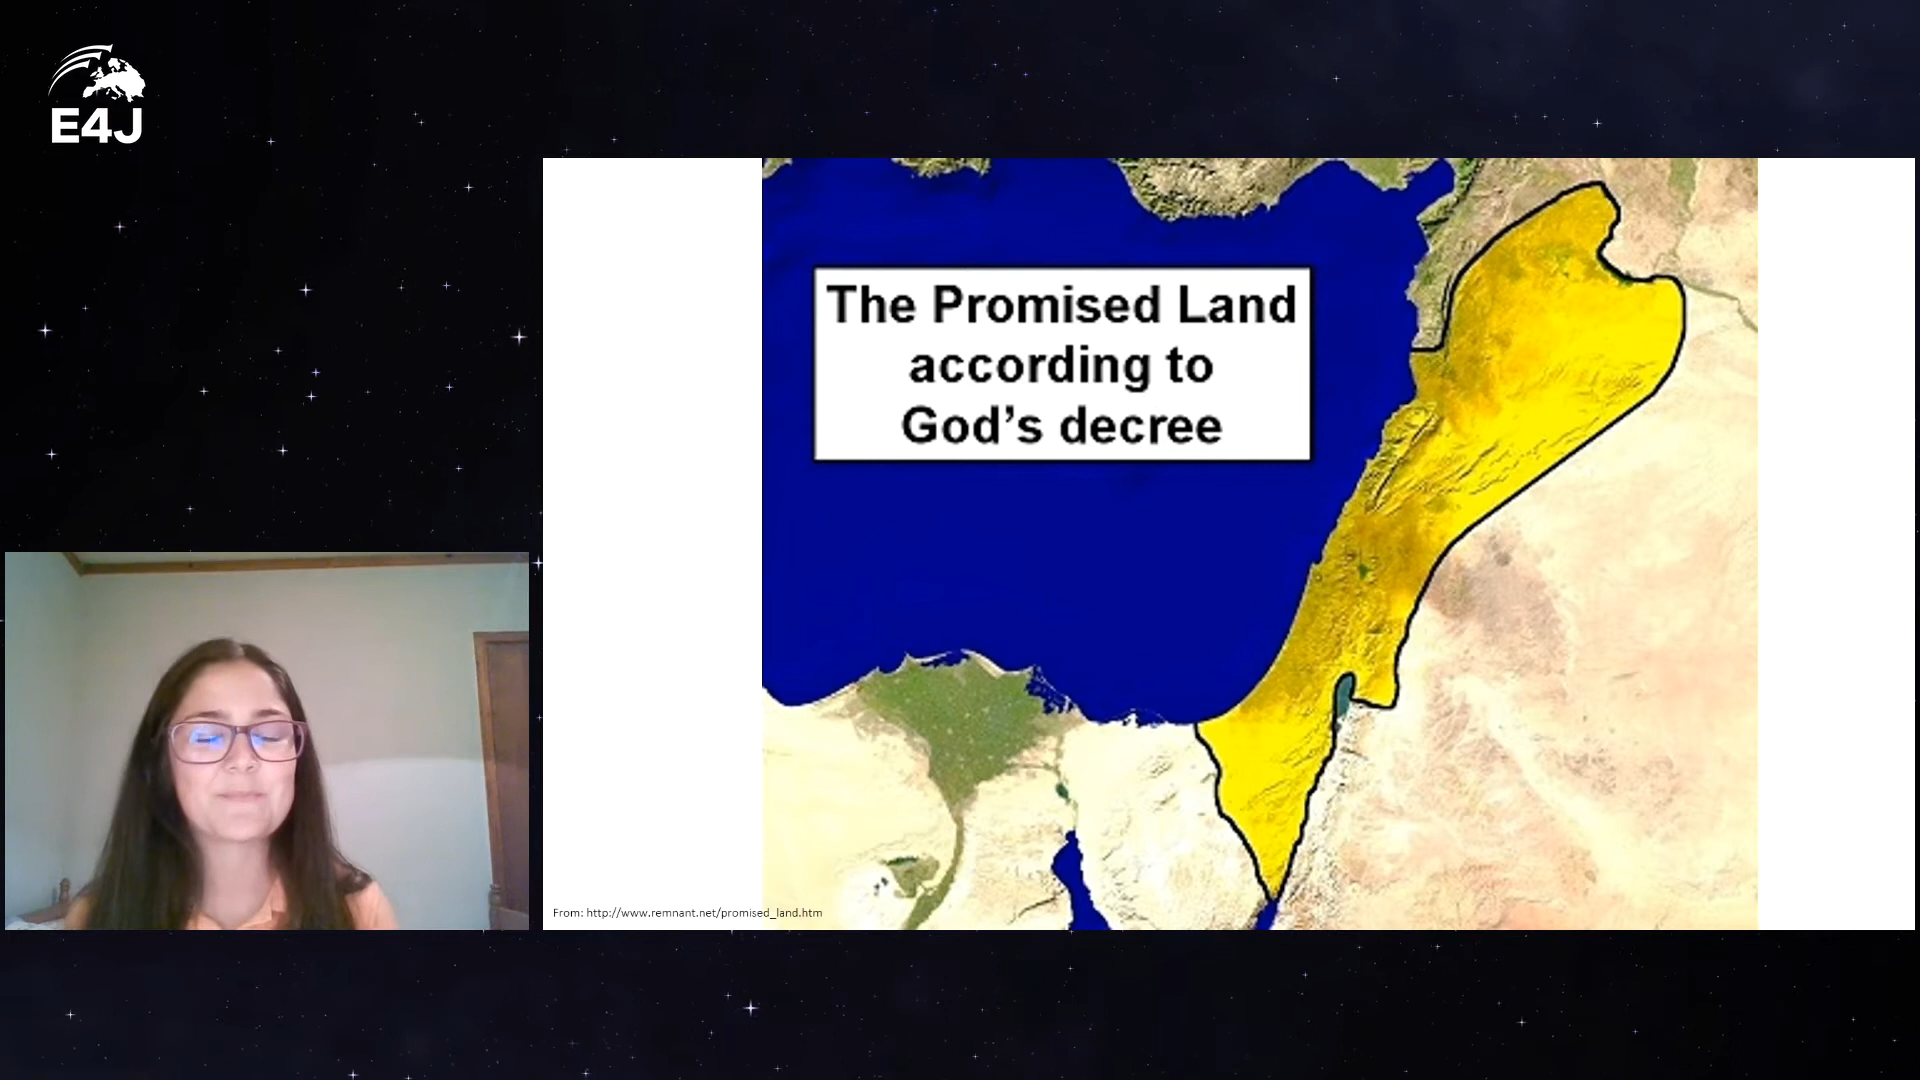 E4J
The Promised Land
according to
God's decree
From: http://www.remnant.net/promised_land.htm